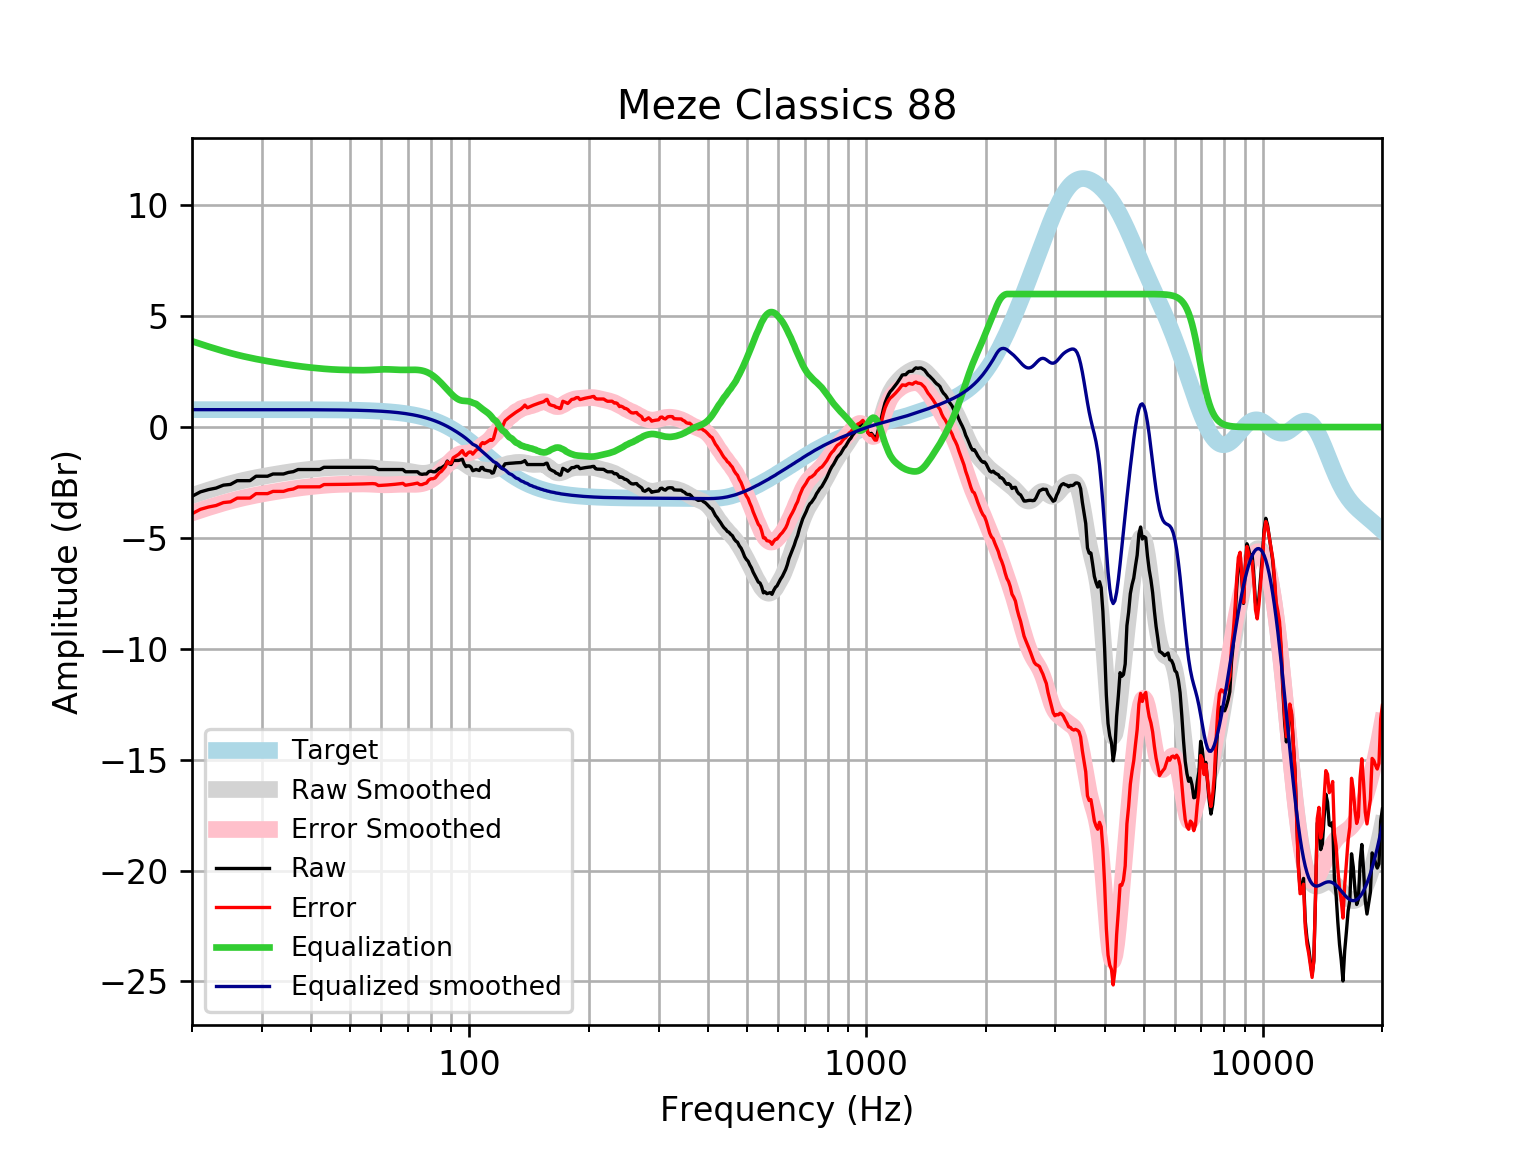 Meze Classics 88
Amplitude (dBr)
10
5
0
−5
−10
−15
−20
−25
Target
Raw Smoothed
Error Smoothed
Raw
Error
Equalization
Equalized smoothed
100
1000
10000
Frequency (Hz)